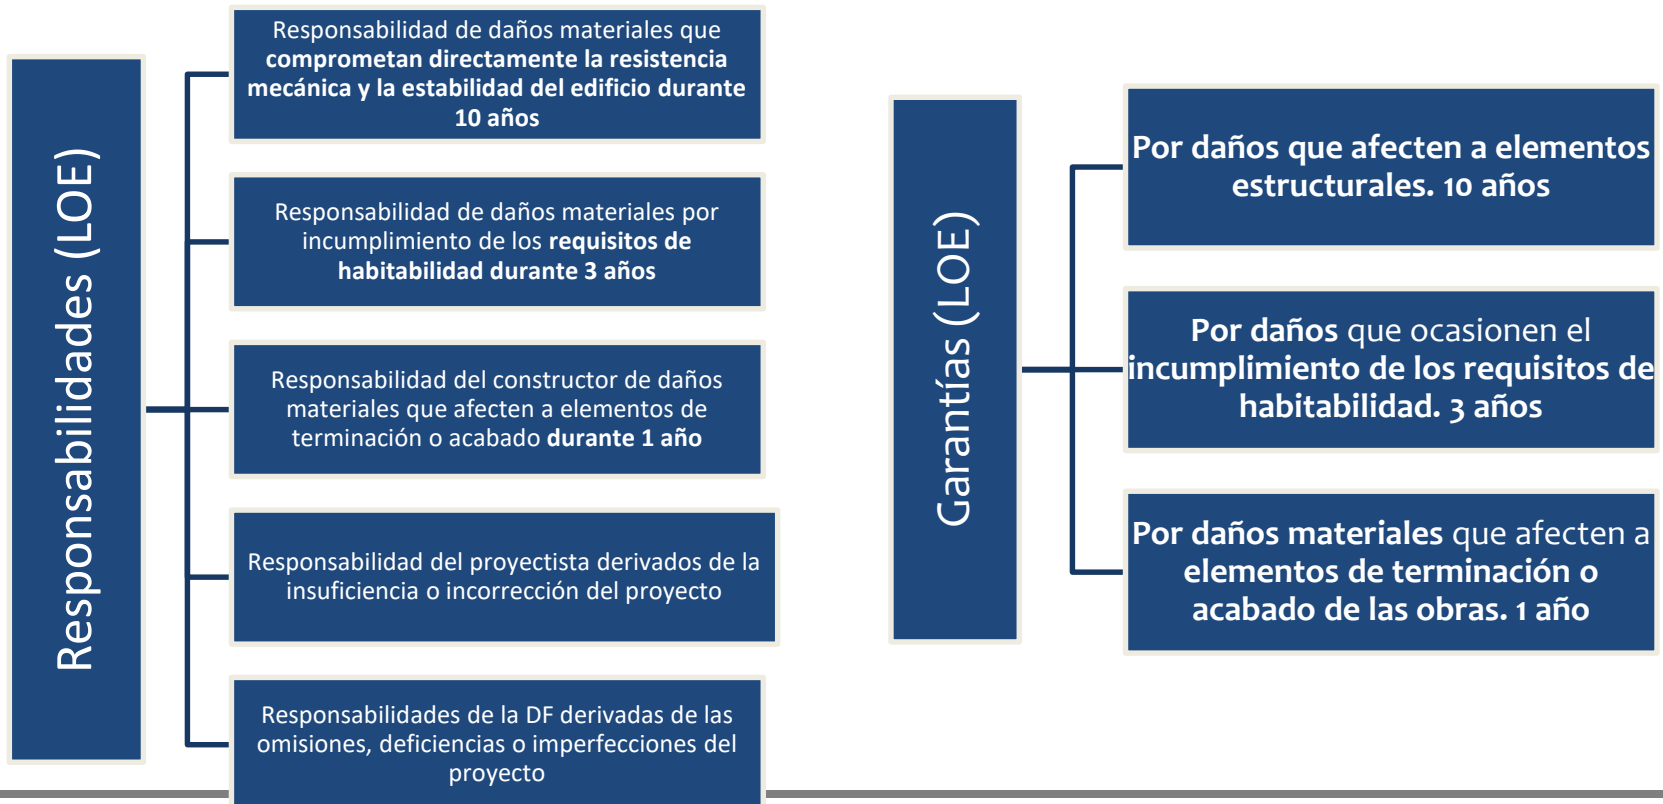 Responsabilidades (LOE)
Responsabilidad de daños materiales que
comprometan directamente la resistencia
mecánica y la estabilidad del edificio durante
10 años
Responsabilidad de daños materiales por
incumplimiento de los requisitos de
habitabilidad durante 3 años
Responsabilidad del constructor de daños
materiales que afecten a elementos de
terminación o acabado durante 1 año
Responsabilidad del proyectista derivados de la
insuficiencia o incorrección del proyecto
Responsabilidades de la DF derivadas de las
omisiones, deficiencias o imperfecciones del
proyecto
Garantías (LOE)
Por daños que afecten a elementos
estructurales. 10 años
Por daños que ocasionen el
incumplimiento de los requisitos de
habitabilidad. 3 años
Por daños materiales que afecten a
elementos de terminación o
acabado de las obras. 1 año